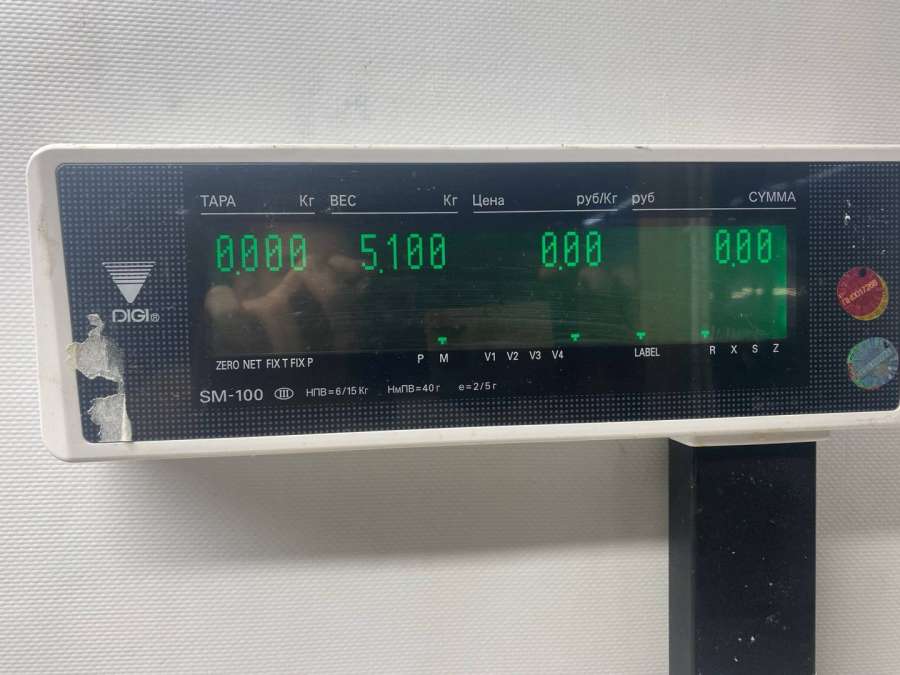 ТАРА Кг ВЕС Кг Цена руб/Кг руб СУММА
0.000 5.100 0.00 0.00
DIGI®
ZERO NET FIX T FIX P P M V1 V2 V3 V4 LABEL R X S Z
SM-100 III НПВ=6/15 Кг НмПВ=40 г e=2/5 г